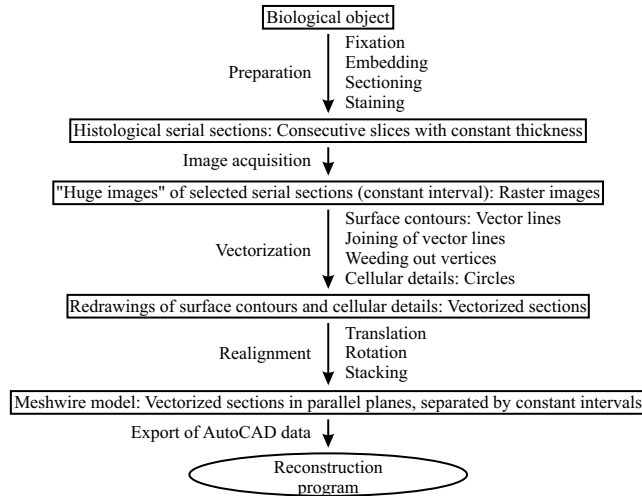 Biological object
Preparation
Fixation
Embedding
Sectioning
Staining
Histological serial sections: Consecutive slices with constant thickness
Image acquisition
"Huge images" of selected serial sections (constant interval): Raster images
Vectorization
Surface contours: Vector lines
Joining of vector lines
Weeding out vertices
Cellular details: Circles
Redrawings of surface contours and cellular details: Vectorized sections
Realignment
Translation
Rotation
Stacking
Meshwire model: Vectorized sections in parallel planes, separated by constant intervals
Export of AutoCAD data
Reconstruction
program